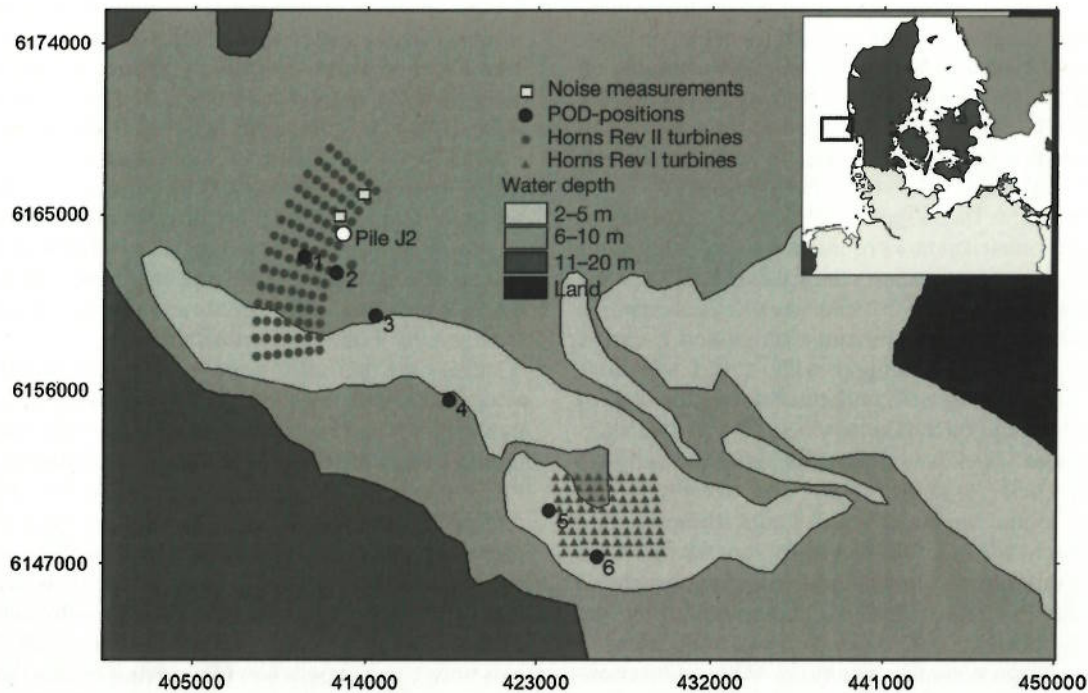 6174000
6165000
6156000
6147000
Noise measurements
POD-positions
Horns Rev II turbines
Horns Rev I turbines
Water depth
2–5 m
6–10 m
11–20 m
Land
Pile J2
1
2
3
4
5
6
405000 414000 423000 432000 441000 450000